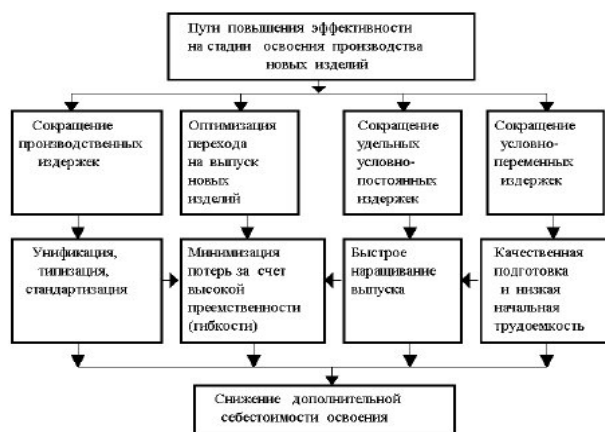 Пути повышения эффективности
на стадии освоения производства
новых изделий
Сокращение
производственных
издержек
Оптимизация
перехода
на выпуск
новых
изделий
Сокращение
удельных
условно-
постоянных
издержек
Сокращение
условно-
переменных
издержек
Унификация,
типизация,
стандартизация
Минимизация
потерь за счет
высокой
преемственности
(гибкости)
Быстрое
наращивание
выпуска
Качественная
подготовка
и низкая
начальная
трудоемкость
Снижение дополнительной
себестоимости освоения